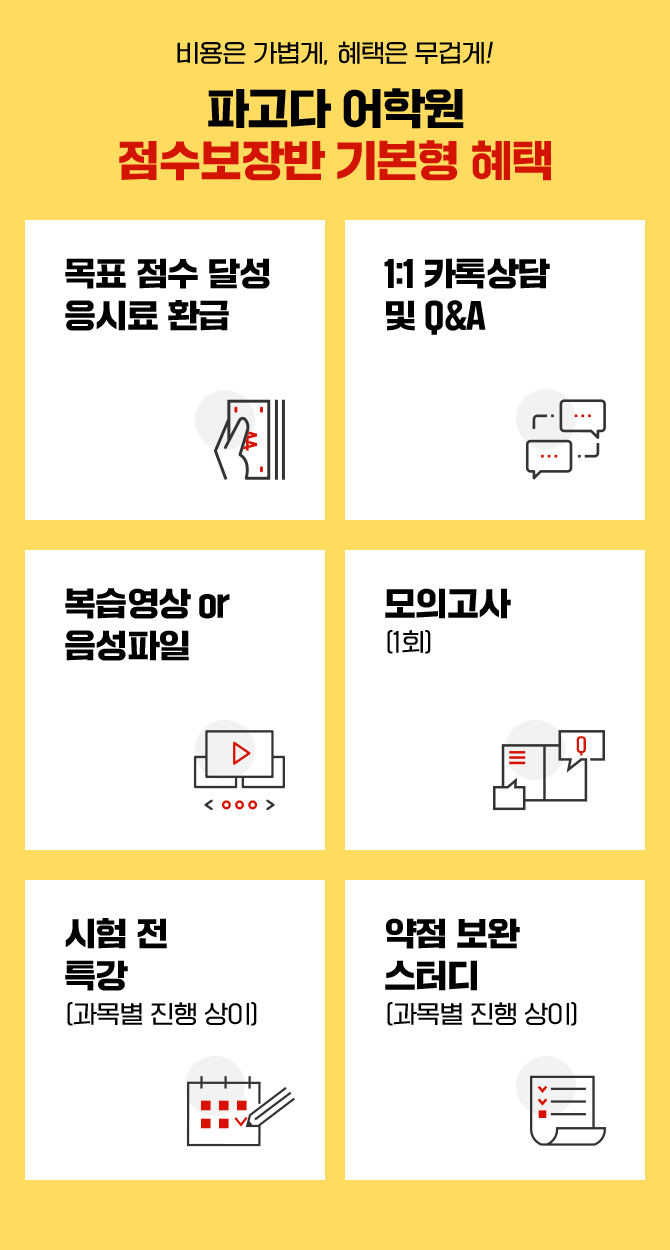 비용은 가볍게, 혜택은 무겁게!
파고다 어학원
점수보장반 기본형 혜택
목표 점수 달성
응시료 환급
1:1 카톡상담
및 Q&A
복습영상 or
음성파일
모의고사
(1회)
Q
시험 전
특강
(과목별 진행 상이)
약점 보완
스터디
(과목별 진행 상이)